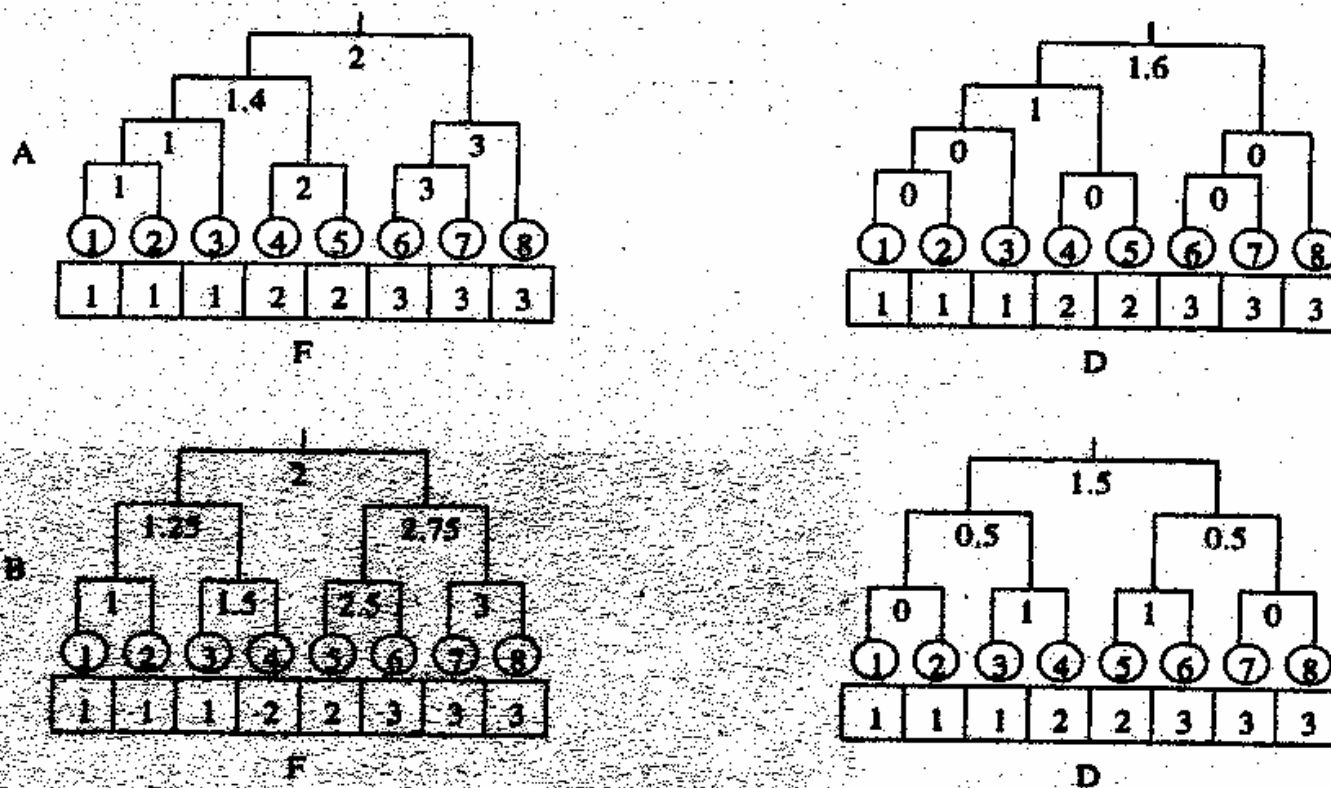 2 1.6
1.4 1
A 1 3 0 0
1 2 3 0 0 0
1 2 3 4 5 6 7 8 1 2 3 4 5 6 7 8
1 1 1 2 2 3 3 3 1 1 1 2 2 3 3 3
F D
2 1.5
1.25 2.75 0.5 0.5
B 1 1.5 2.5 3 0 1 1 0
1 2 3 4 5 6 7 8 1 2 3 4 5 6 7 8
1 1 1 2 2 3 3 3 1 1 1 2 2 3 3 3
F D